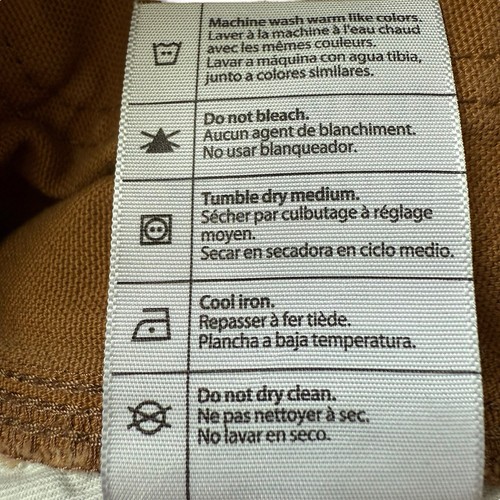 Machine wash warm like colors.
Laver à la machine à l'eau chaud
avec les mêmes couleurs.
Lavar a máquina con agua tibia,
junto a colores similares.
Do not bleach.
Aucun agent de blanchiment.
No usar blanqueador.
Tumble dry medium.
Sécher par culbutage à réglage
moyen.
Secar en secadora en ciclo medio.
Cool iron.
Repasser à fer tiède.
Plancha a baja temperatura.
Do not dry clean.
Ne pas nettoyer à sec.
No lavar en seco.